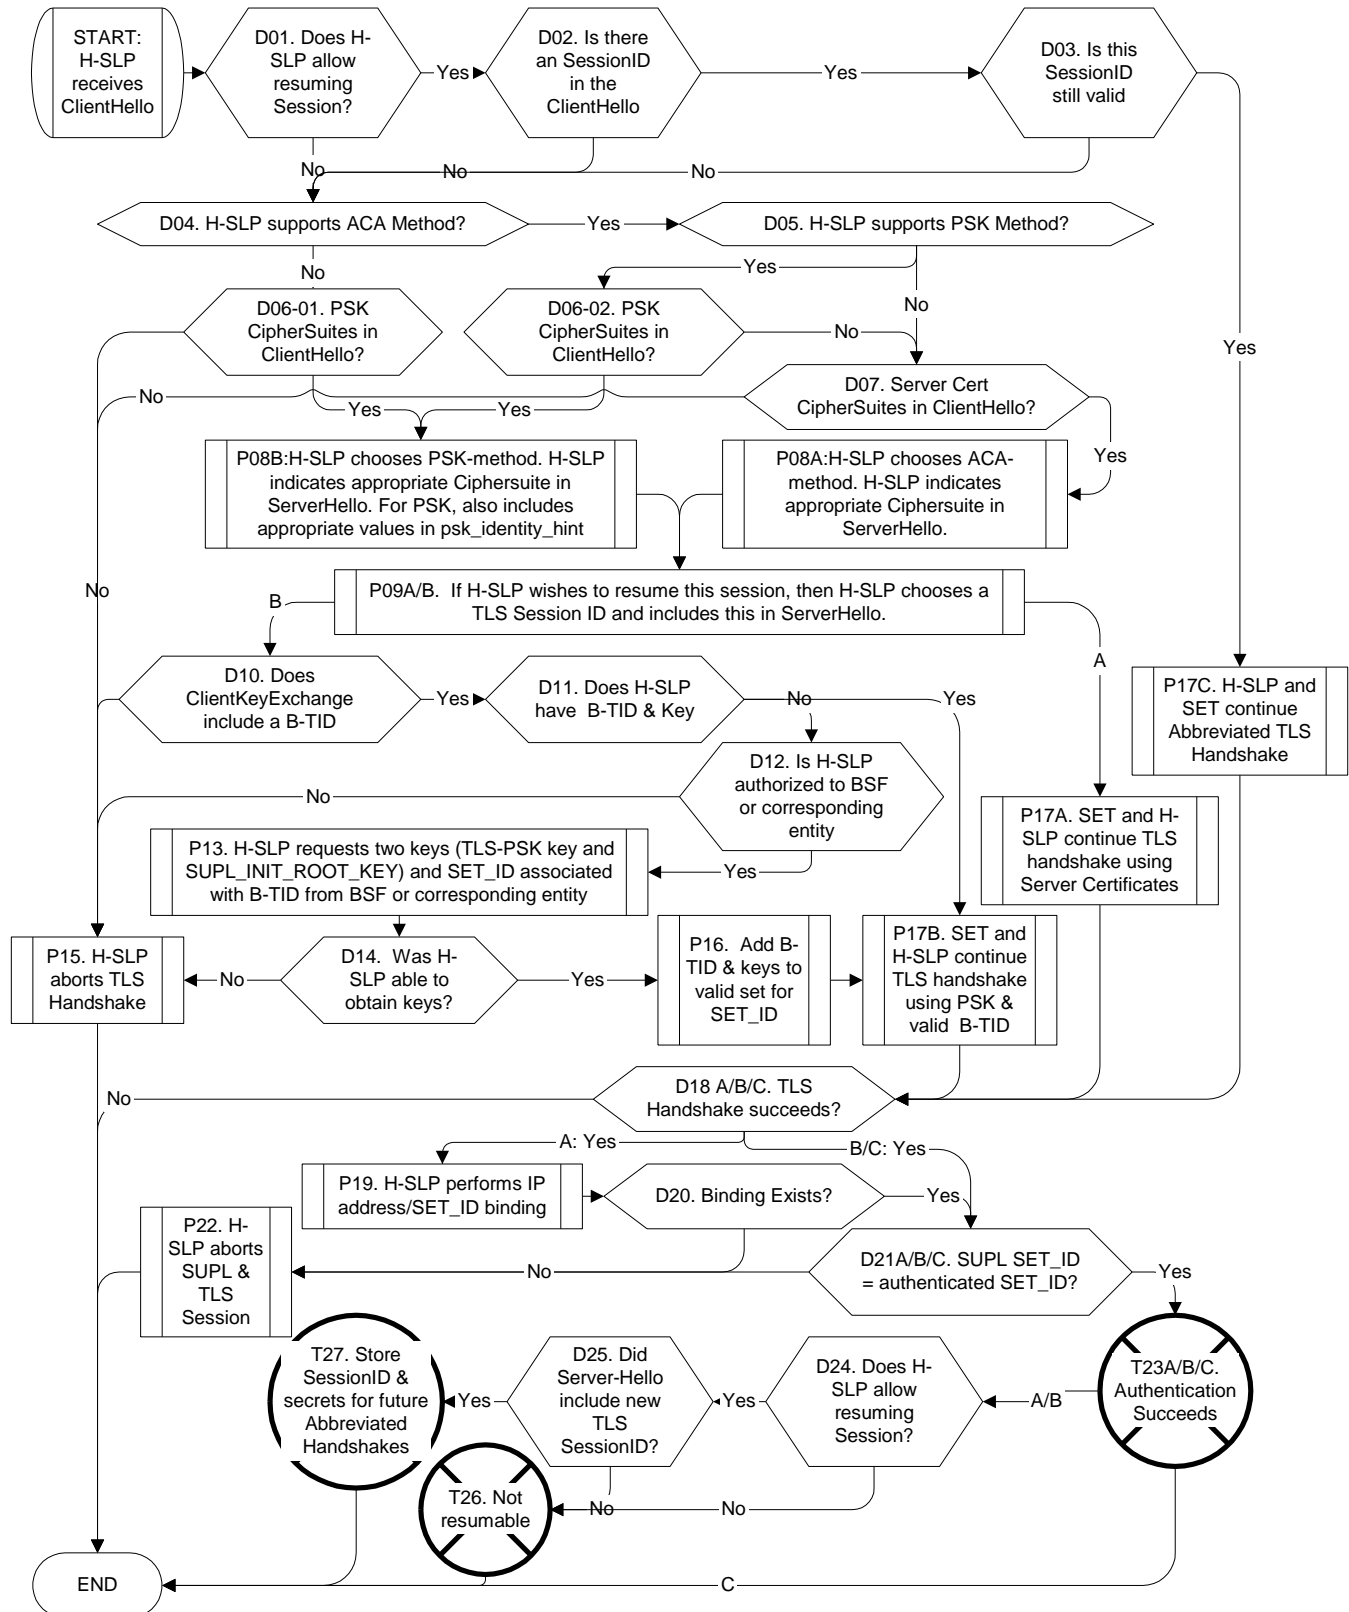 START:
H-SLP
receives
ClientHello
D01. Does H-
SLP allow
resuming
Session?
Yes
D02. Is there
an SessionID
in the
ClientHello
Yes
D03. Is this
SessionID
still valid
No
No
No
D04. H-SLP supports ACA Method?
Yes
D05. H-SLP supports PSK Method?
No
Yes
No
Yes
D06-01. PSK
CipherSuites in
ClientHello?
D06-02. PSK
CipherSuites in
ClientHello?
No
D07. Server Cert
CipherSuites in ClientHello?
No
Yes
Yes
Yes
P08B:H-SLP chooses PSK-method. H-SLP
indicates appropriate Ciphersuite in
ServerHello. For PSK, also includes
appropriate values in psk_identity_hint
P08A:H-SLP chooses ACA-
method. H-SLP indicates
appropriate Ciphersuite in
ServerHello.
No
P09A/B.  If H-SLP wishes to resume this session, then H-SLP chooses a
TLS Session ID and includes this in ServerHello.
B
A
D10. Does
ClientKeyExchange
include a B-TID
Yes
D11. Does H-SLP
have  B-TID & Key
No
Yes
P17C. H-SLP and
SET continue
Abbreviated TLS
Handshake
D12. Is H-SLP
authorized to BSF
or corresponding
entity
No
Yes
P17A. SET and H-
SLP continue TLS
handshake using
Server Certificates
P13. H-SLP requests two keys (TLS-PSK key and
SUPL_INIT_ROOT_KEY) and SET_ID associated
with B-TID from BSF or corresponding entity
P15. H-SLP
aborts TLS
Handshake
No
D14.  Was H-
SLP able to
obtain keys?
Yes
P16.  Add B-
TID & keys to
valid set for
SET_ID
P17B. SET and
H-SLP continue
TLS handshake
using PSK &
valid  B-TID
No
D18 A/B/C. TLS
Handshake succeeds?
A: Yes
B/C: Yes
P19. H-SLP performs IP
address/SET_ID binding
D20. Binding Exists?
Yes
P22. H-
SLP aborts
SUPL &
TLS
Session
No
D21A/B/C. SUPL SET_ID
= authenticated SET_ID?
Yes
T27. Store
SessionID &
secrets for future
Abbreviated
Handshakes
Yes
D25. Did
Server-Hello
include new
TLS
SessionID?
Yes
D24. Does H-
SLP allow
resuming
Session?
A/B
T23A/B/C.
Authentication
Succeeds
T26. Not
resumable
No
No
END
C